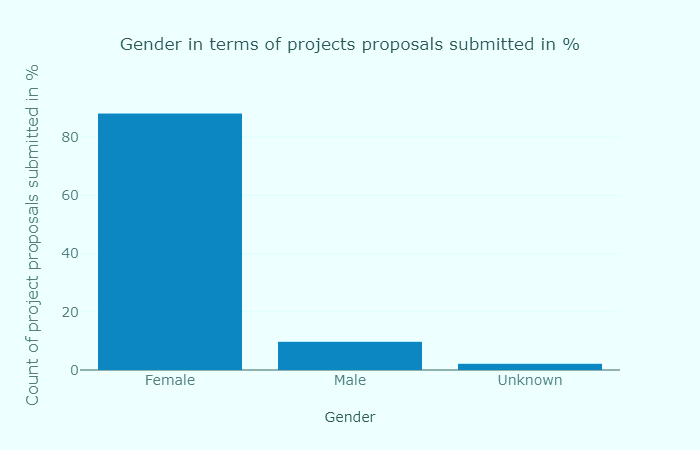 Gender in terms of projects proposals submitted in %
Count of project proposals submitted in %
80
60
40
20
0
Female Male Unknown
Gender